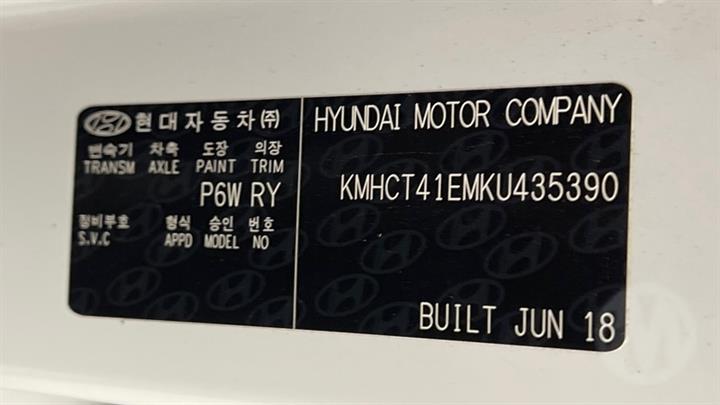 현대자동차(주)
변속기 차축 도장 의장
TRANSM AXLE PAINT TRIM
P6W RY
정비부호 형식 승인 번호
S.V.C APPD MODEL NO
HYUNDAI MOTOR COMPANY
KMHCT41EMKU435390
BUILT JUN 18